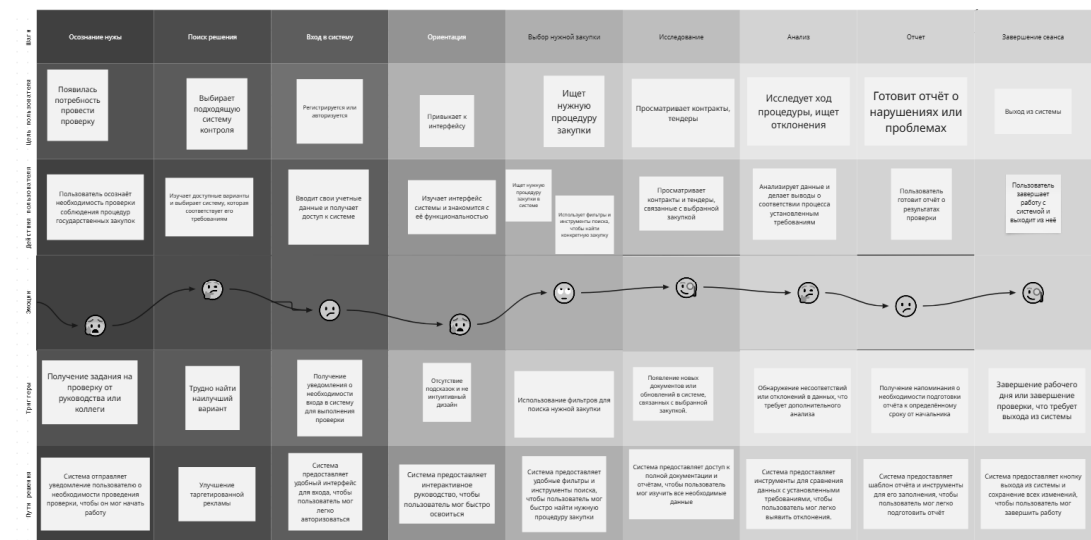 Шаги
Осознание нужы
Поиск решения
Вход в систему
Ориентация
Выбор нужной закупки
Исследование
Анализ
Отчет
Завершение сеанса
Цель пользователя
Появилась
потребность
провести
проверку
Выбирает
подходящую
систему
контроля
Регистрируется или
авторизуется
Привыкает к
интерфейсу
Ищет
нужную
процедуру
закупки
Просматривает контракты,
тендеры
Исследует ход
процедуры, ищет
отклонения
Готовит отчёт о
нарушениях или
проблемах
Выход из системы
Действия пользователя
Пользователь осознаёт
необходимость проверки
соблюдения процедур
государственных закупок
Изучает доступные варианты
и выбирает систему, которая
соответствует его
требованиям
Вводит свои учетные
данные и получает
доступ к системе
Изучает интерфейс
системы и знакомится с
её функциональностью
Ищет нужную
процедуру
закупки в
системе
Использует фильтры и
инструменты поиска,
чтобы найти
конкретную закупку
Просматривает
контракты и тендеры,
связанные с выбранной
закупкой
Анализирует данные и
делает выводы о
соответствии процесса
установленным
требованиям
Пользователь
готовит отчёт о
результатах
проверки
Пользователь
завершает
работу с
системой и
выходит из неё
Эмоции
Триггеры
Получение задания на
проверку от
руководства или
коллеги
Трудно найти
наилучший
вариант
Получение
уведомления о
необходимости
входа в систему
для выполнения
проверки
Отсутствие
подсказок и не
интуитивный
дизайн
Использование фильтров для
поиска нужной закупки
Появление новых
документов или
обновлений в системе,
связанных с выбранной
закупкой.
Обнаружение несоответствий
или отклонений в данных, что
требует дополнительного
анализа
Получение напоминания о
необходимости подготовки
отчёта к определённому
сроку от начальника
Завершение рабочего
дня или завершение
проверки, что требует
выхода из системы
Пути решения
Система отправляет
уведомление пользователю о
необходимости проведения
проверки, чтобы он мог начать
работу
Улучшение
таргетированной
рекламы
Система
предоставляет
удобный интерфейс
для входа, чтобы
пользователь мог
легко
авторизоваться
Система предоставляет
интерактивное
руководство, чтобы
пользователь мог быстро
освоиться
Система предоставляет
удобные фильтры и
инструменты поиска,
чтобы пользователь мог
быстро найти нужную
процедуру закупки
Система предоставляет доступ к
полной документации и
отчётам, чтобы пользователь
мог изучить все необходимые
данные
Система предоставляет
инструменты для сравнения
данных с установленными
требованиями, чтобы
пользователь мог легко
выявить отклонения.
Система предоставляет
шаблон отчёта и инструменты
для его заполнения, чтобы
пользователь мог легко
подготовить отчёт
Система предоставляет кнопку
выхода из системы и
сохранение всех изменений,
чтобы пользователь мог
завершить работу